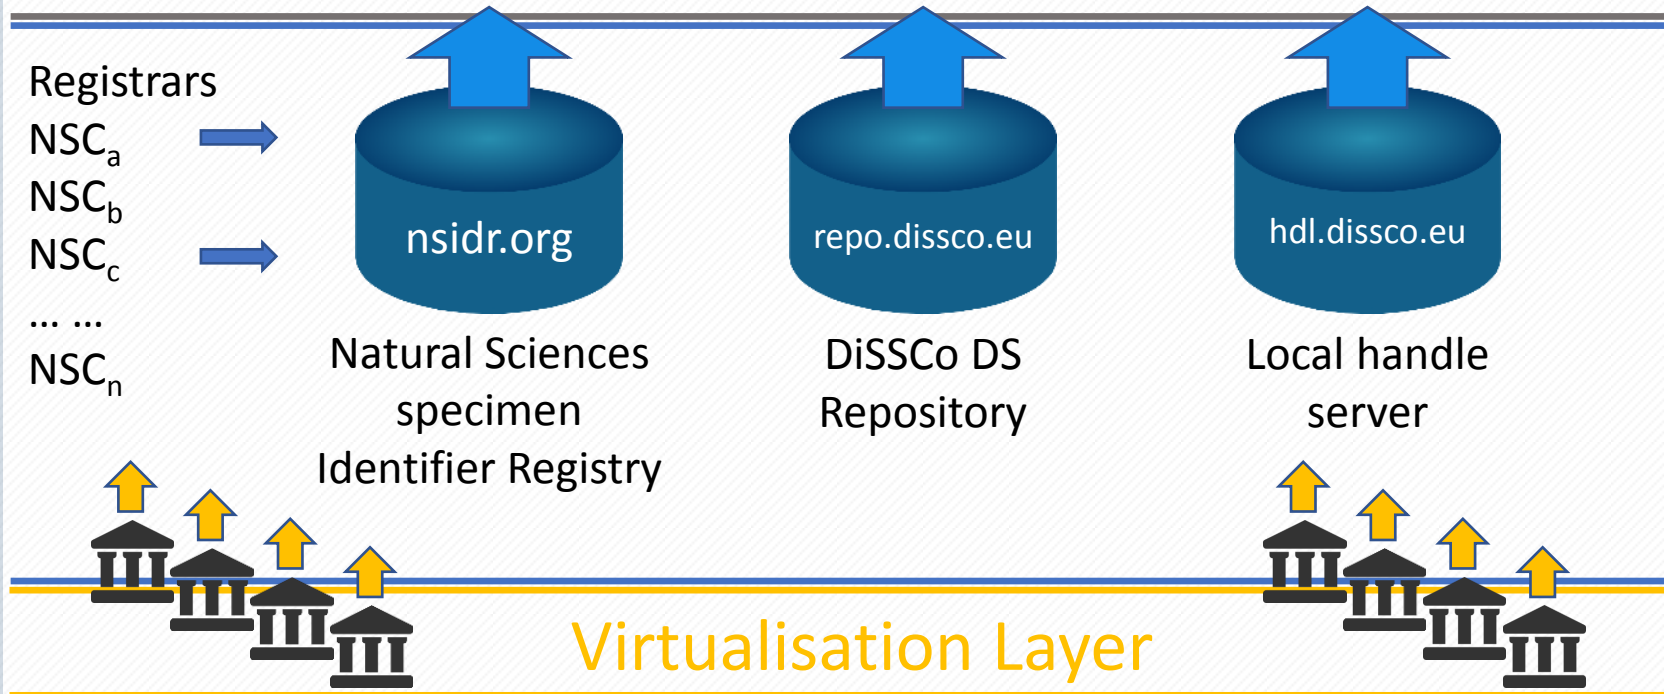 Registrars
NSCa
NSCb
NSCc
... ...
NSCn
nsidr.org
Natural Sciences
specimen
Identifier Registry
repo.dissco.eu
DiSSCo DS
Repository
hdl.dissco.eu
Local handle
server
Virtualisation Layer